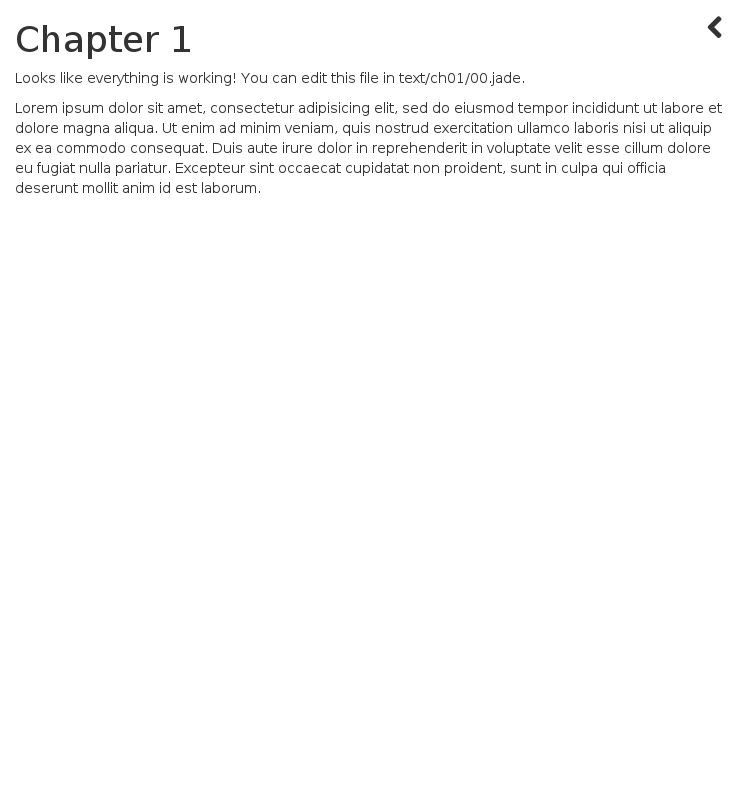 Chapter 1
Looks like everything is working! You can edit this file in text/ch01/00.jade.
Lorem ipsum dolor sit amet, consectetur adipisicing elit, sed do eiusmod tempor incididunt ut labore et
dolore magna aliqua. Ut enim ad minim veniam, quis nostrud exercitation ullamco laboris nisi ut aliquip
ex ea commodo consequat. Duis aute irure dolor in reprehenderit in voluptate velit esse cillum dolore
eu fugiat nulla pariatur. Excepteur sint occaecat cupidatat non proident, sunt in culpa qui officia
deserunt mollit anim id est laborum.